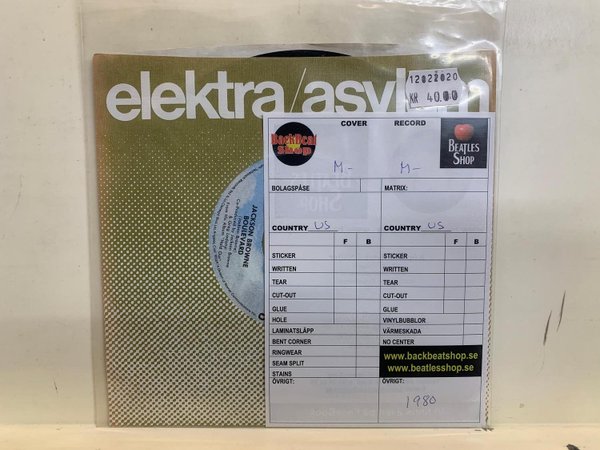 elektra/asylum
12022020
KR 40.00
COVER RECORD
BackBeat Shop
BEATLES SHOP
M- M-
BOLAGSPÅSE MATRIX:
COUNTRY US COUNTRY US
F B F B
STICKER STICKER
WRITTEN WRITTEN
TEAR TEAR
CUT-OUT CUT-OUT
GLUE GLUE
HOLE VINYLBUBBLOR
LAMINATSLÄPP VÄRMESKADA
BENT CORNER NO CENTER
RINGWEAR
SEAM SPLIT
STAINS
www.backbeatshop.se
www.beatlesshop.se
ÖVRIGT: ÖVRIGT:
1980
JACKSON BROWNE
BOULEVARD